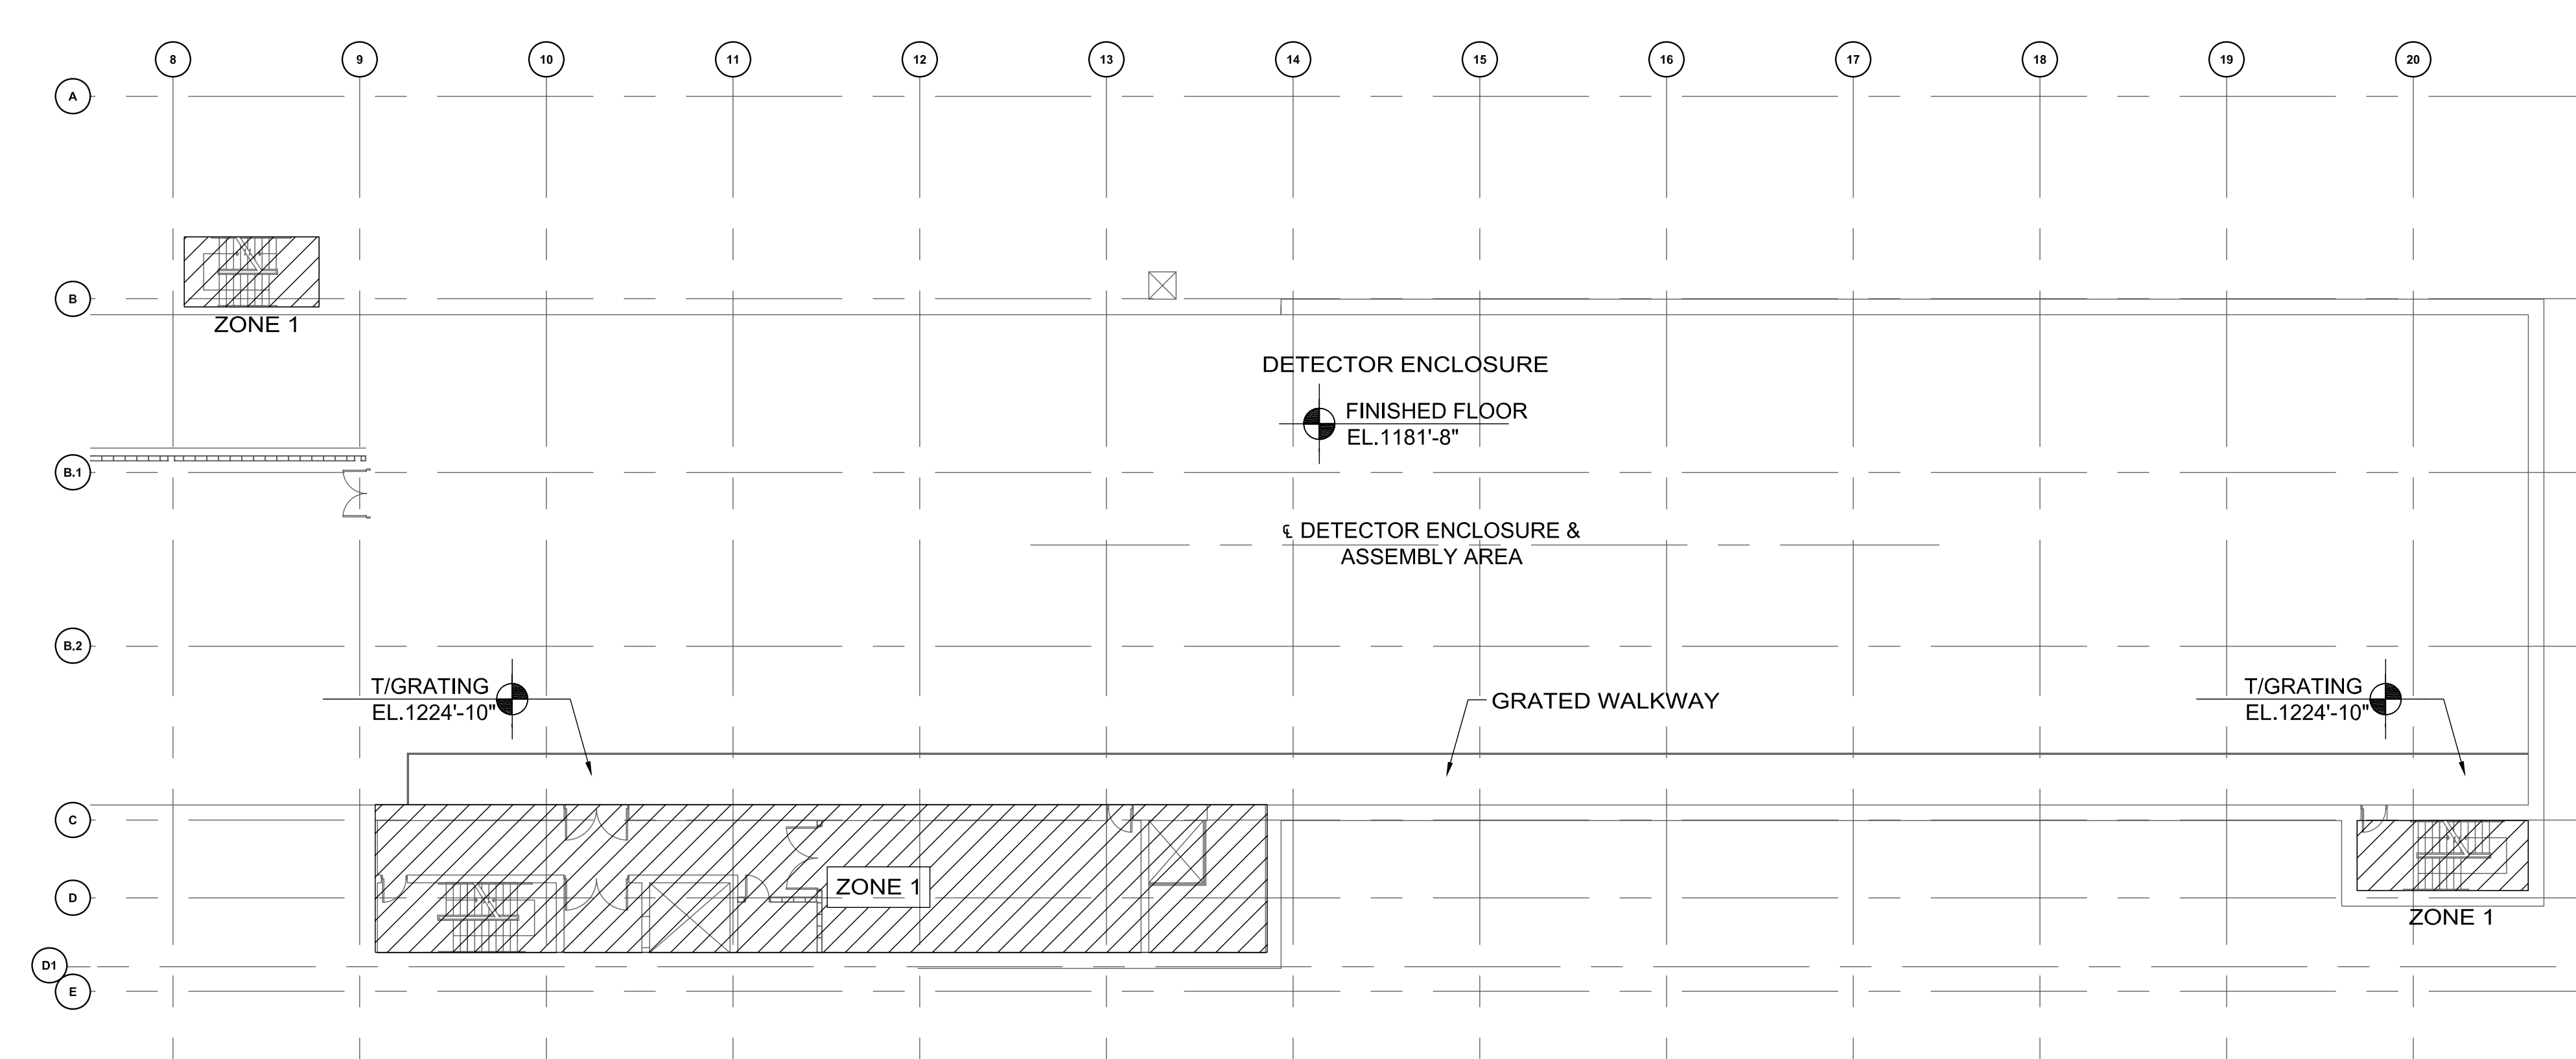 8 9 10 11 12 13 14 15 16 17 18 19 20
A
B
ZONE 1
DETECTOR ENCLOSURE
FINISHED FLOOR
EL.1181'-8"
B.1
℄ DETECTOR ENCLOSURE &
ASSEMBLY AREA
B.2
T/GRATING
EL.1224'-10"
GRATED WALKWAY
T/GRATING
EL.1224'-10"
C
ZONE 1
D
ZONE 1
D1
E